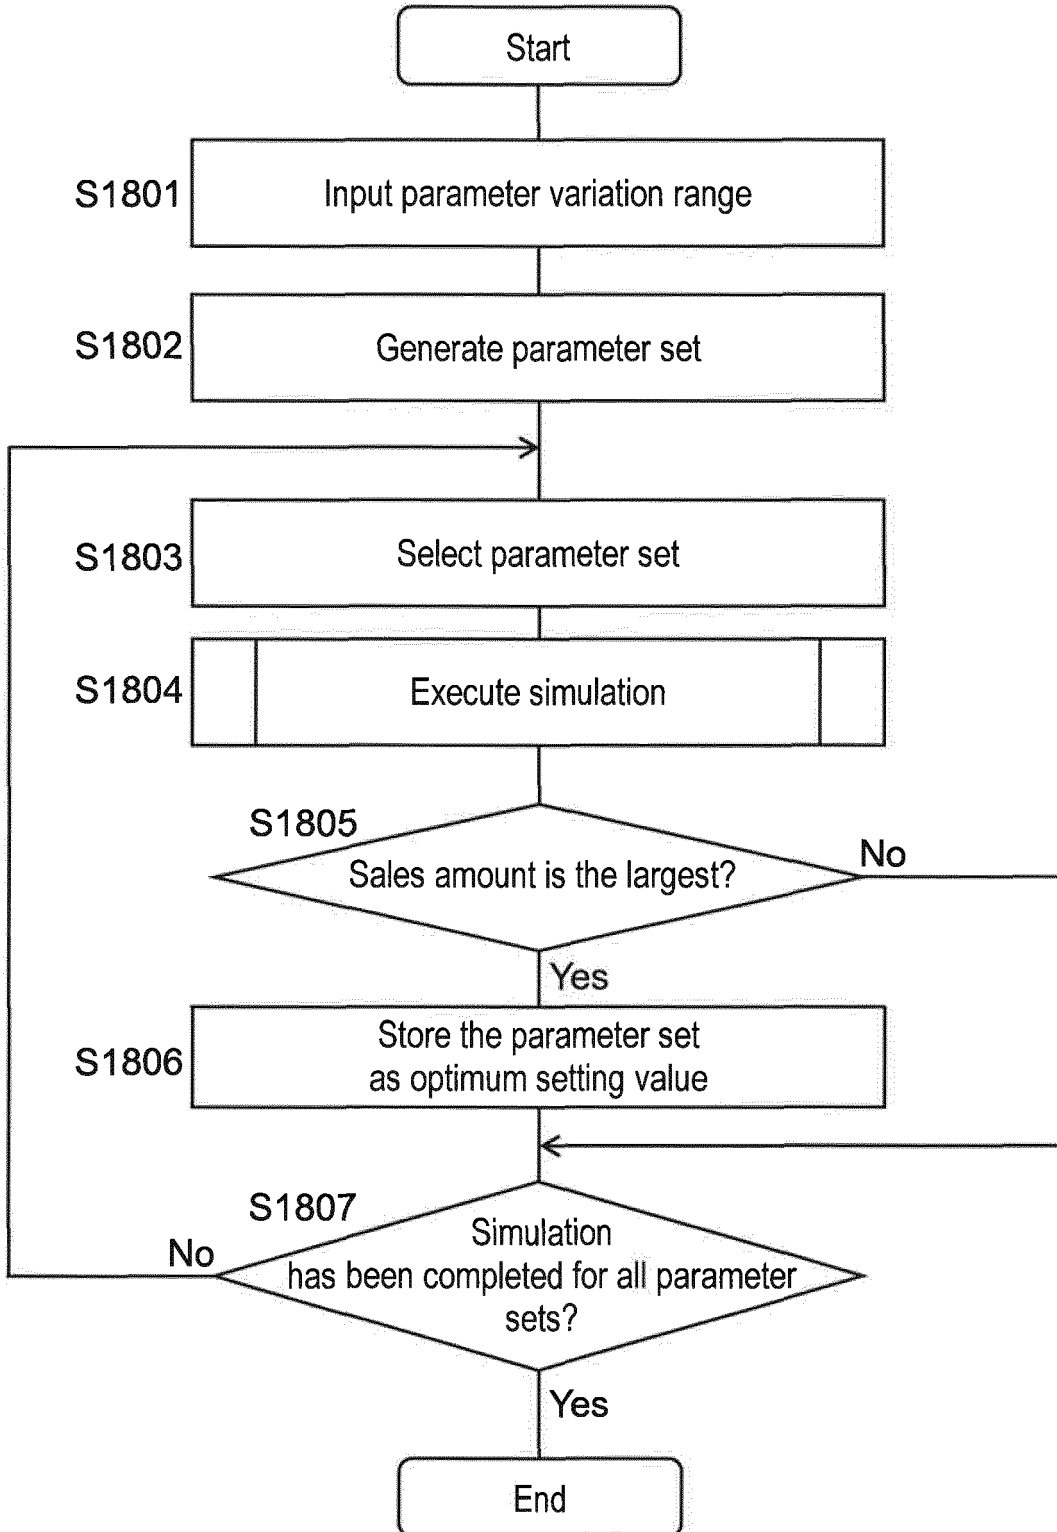 Start
S1801
Input parameter variation range
S1802
Generate parameter set
S1803
Select parameter set
S1804
Execute simulation
S1805
Sales amount is the largest?
No
Yes
S1806
Store the parameter set
as optimum setting value
S1807
No
Simulation
has been completed for all parameter
sets?
Yes
End